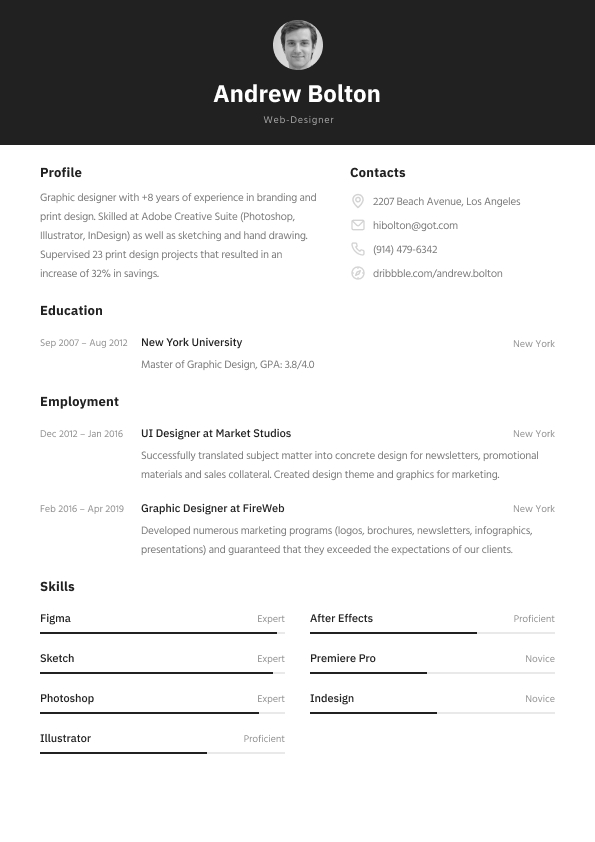 Andrew Bolton
Web-Designer
Profile
Graphic designer with +8 years of experience in branding and
print design. Skilled at Adobe Creative Suite (Photoshop,
Illustrator, InDesign) as well as sketching and hand drawing.
Supervised 23 print design projects that resulted in an
increase of 32% in savings.
Contacts
2207 Beach Avenue, Los Angeles
hibolton@got.com
(914) 479-6342
dribbble.com/andrew.bolton
Education
Sep 2007 – Aug 2012 New York University New York
Master of Graphic Design, GPA: 3.8/4.0
Employment
Dec 2012 – Jan 2016 UI Designer at Market Studios New York
Successfully translated subject matter into concrete design for newsletters, promotional
materials and sales collateral. Created design theme and graphics for marketing.
Feb 2016 – Apr 2019 Graphic Designer at FireWeb New York
Developed numerous marketing programs (logos, brochures, newsletters, infographics,
presentations) and guaranteed that they exceeded the expectations of our clients.
Skills
Figma Expert
Sketch Expert
Photoshop Expert
Illustrator Proficient
After Effects Proficient
Premiere Pro Novice
Indesign Novice